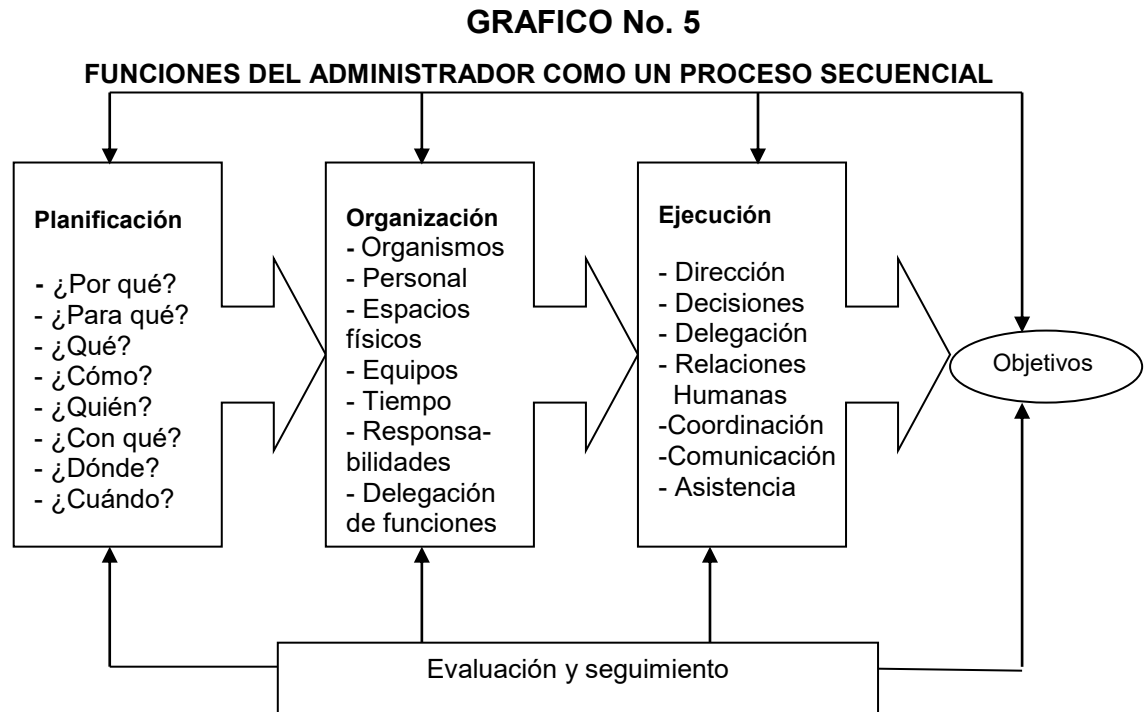 GRAFICO No. 5
FUNCIONES DEL ADMINISTRADOR COMO UN PROCESO SECUENCIAL
Planificación
- ¿Por qué?
- ¿Para qué?
- ¿Qué?
- ¿Cómo?
- ¿Quién?
- ¿Con qué?
- ¿Dónde?
- ¿Cuándo?
Organización
- Organismos
- Personal
- Espacios
físicos
- Equipos
- Tiempo
- Responsa-
bilidades
- Delegación
de funciones
Ejecución
- Dirección
- Decisiones
- Delegación
- Relaciones
Humanas
-Coordinación
-Comunicación
- Asistencia
Objetivos
Evaluación y seguimiento